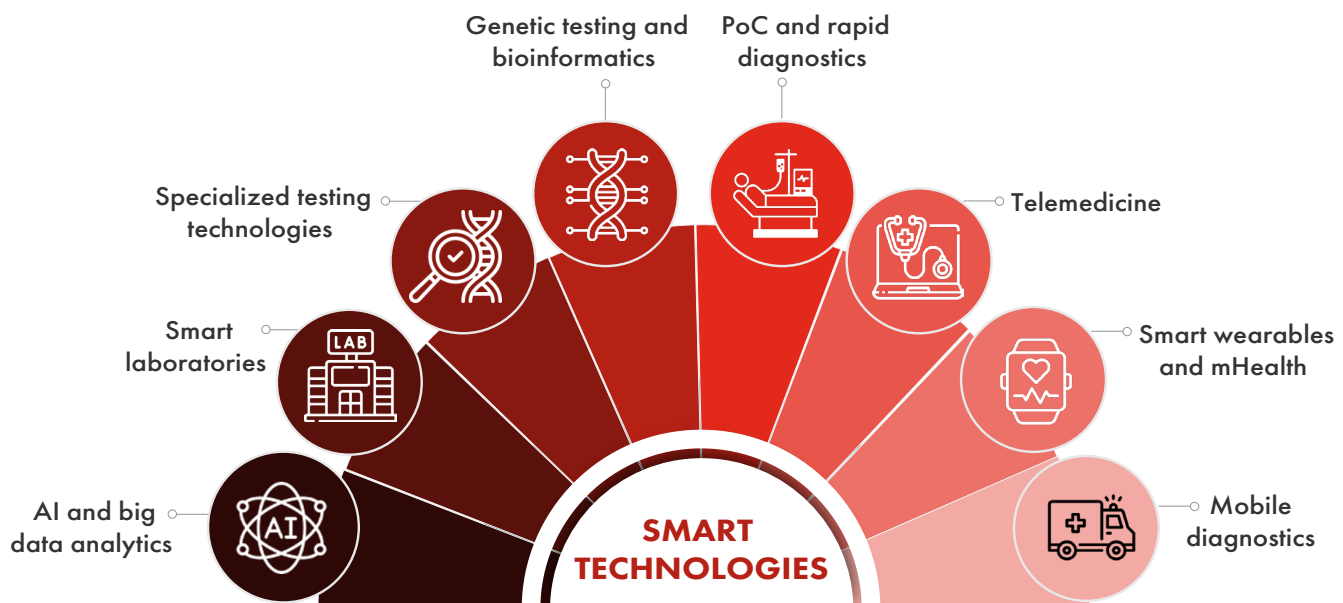 Genetic testing and
bioinformatics
PoC and rapid
diagnostics
Specialized testing
technologies
Telemedicine
Smart
laboratories
LAB
Smart wearables
and mHealth
AI and big
data analytics
AI
Mobile
diagnostics
SMART
TECHNOLOGIES